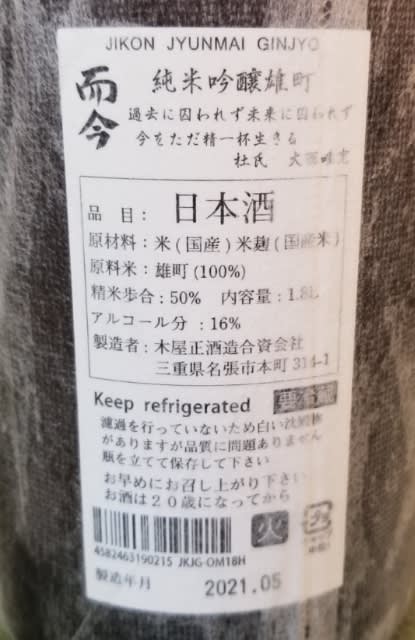 JIKON JYUNMAI GINJYO
而今
純米吟醸雄町
過去に囚われず未来に囚われず
今をただ精一杯生きる
杜氏 大西唯克
品 目: 日本酒
原材料:米(国産)米麹(国産米)
原料米:雄町(100%)
精米歩合:50% 内容量:1.8L
アルコール分 :16%
製造者:木屋正酒造合資会社
三重県名張市本町 314-1
Keep refrigerated 要冷蔵
濾過を行っていないため白い沈殿物
がありますが品質に問題ありません
瓶を立てて保存して下さい
お早めにお召し上がり下さい
お酒は20歳になってから
火
4582463190215 JKJG-OM18H
製造年月 2021.05